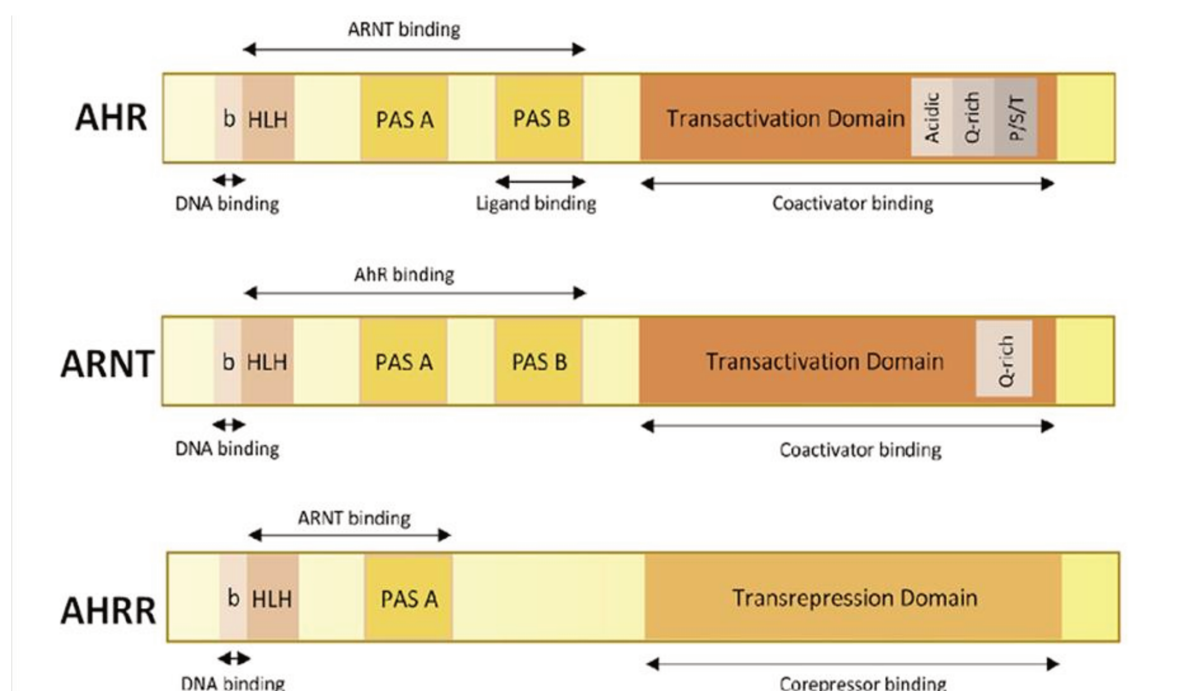 ARNT binding
AHR
b HLH PAS A PAS B Transactivation Domain Acidic Q-rich P/S/T
DNA binding Ligand binding Coactivator binding
AhR binding
ARNT
b HLH PAS A PAS B Transactivation Domain Q-rich
DNA binding Coactivator binding
ARNT binding
AHRR
b HLH PAS A Transrepression Domain
DNA binding Corepressor binding